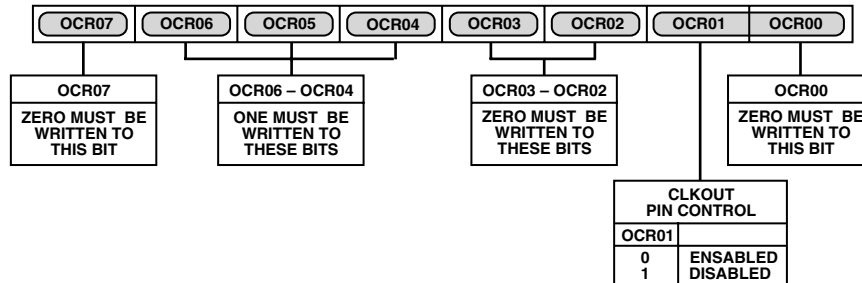 OCR07 OCR06 OCR05 OCR04 OCR03 OCR02 OCR01 OCR00
OCR07
ZERO MUST BE
WRITTEN TO
THIS BIT
OCR06 – OCR04
ONE MUST BE
WRITTEN TO
THESE BITS
OCR03 – OCR02
ZERO MUST BE
WRITTEN TO
THESE BITS
OCR00
ZERO MUST BE
WRITTEN TO
THIS BIT
CLKOUT
PIN CONTROL
OCR01
0 ENSABLED
1 DISABLED